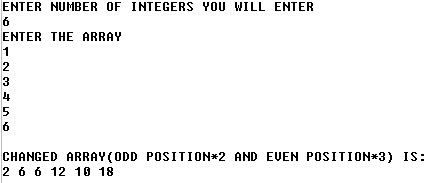 ENTER NUMBER OF INTEGERS YOU WILL ENTER
6
ENTER THE ARRAY
1
2
3
4
5
6
CHANGED ARRAY(ODD POSITION*2 AND EVEN POSITION*3) IS:
2 6 6 12 10 18